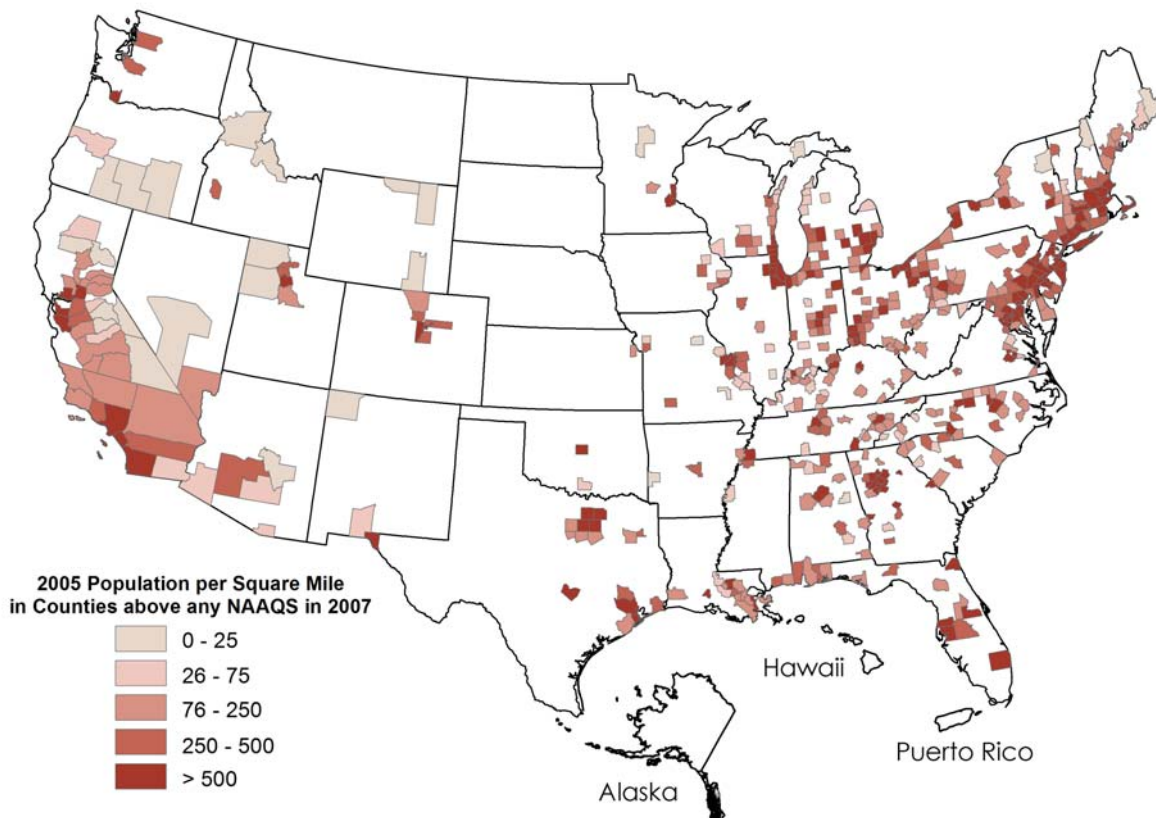 2005 Population per Square Mile
in Counties above any NAAQS in 2007
0 - 25
26 - 75
76 - 250
250 - 500
> 500
Hawaii
Puerto Rico
Alaska